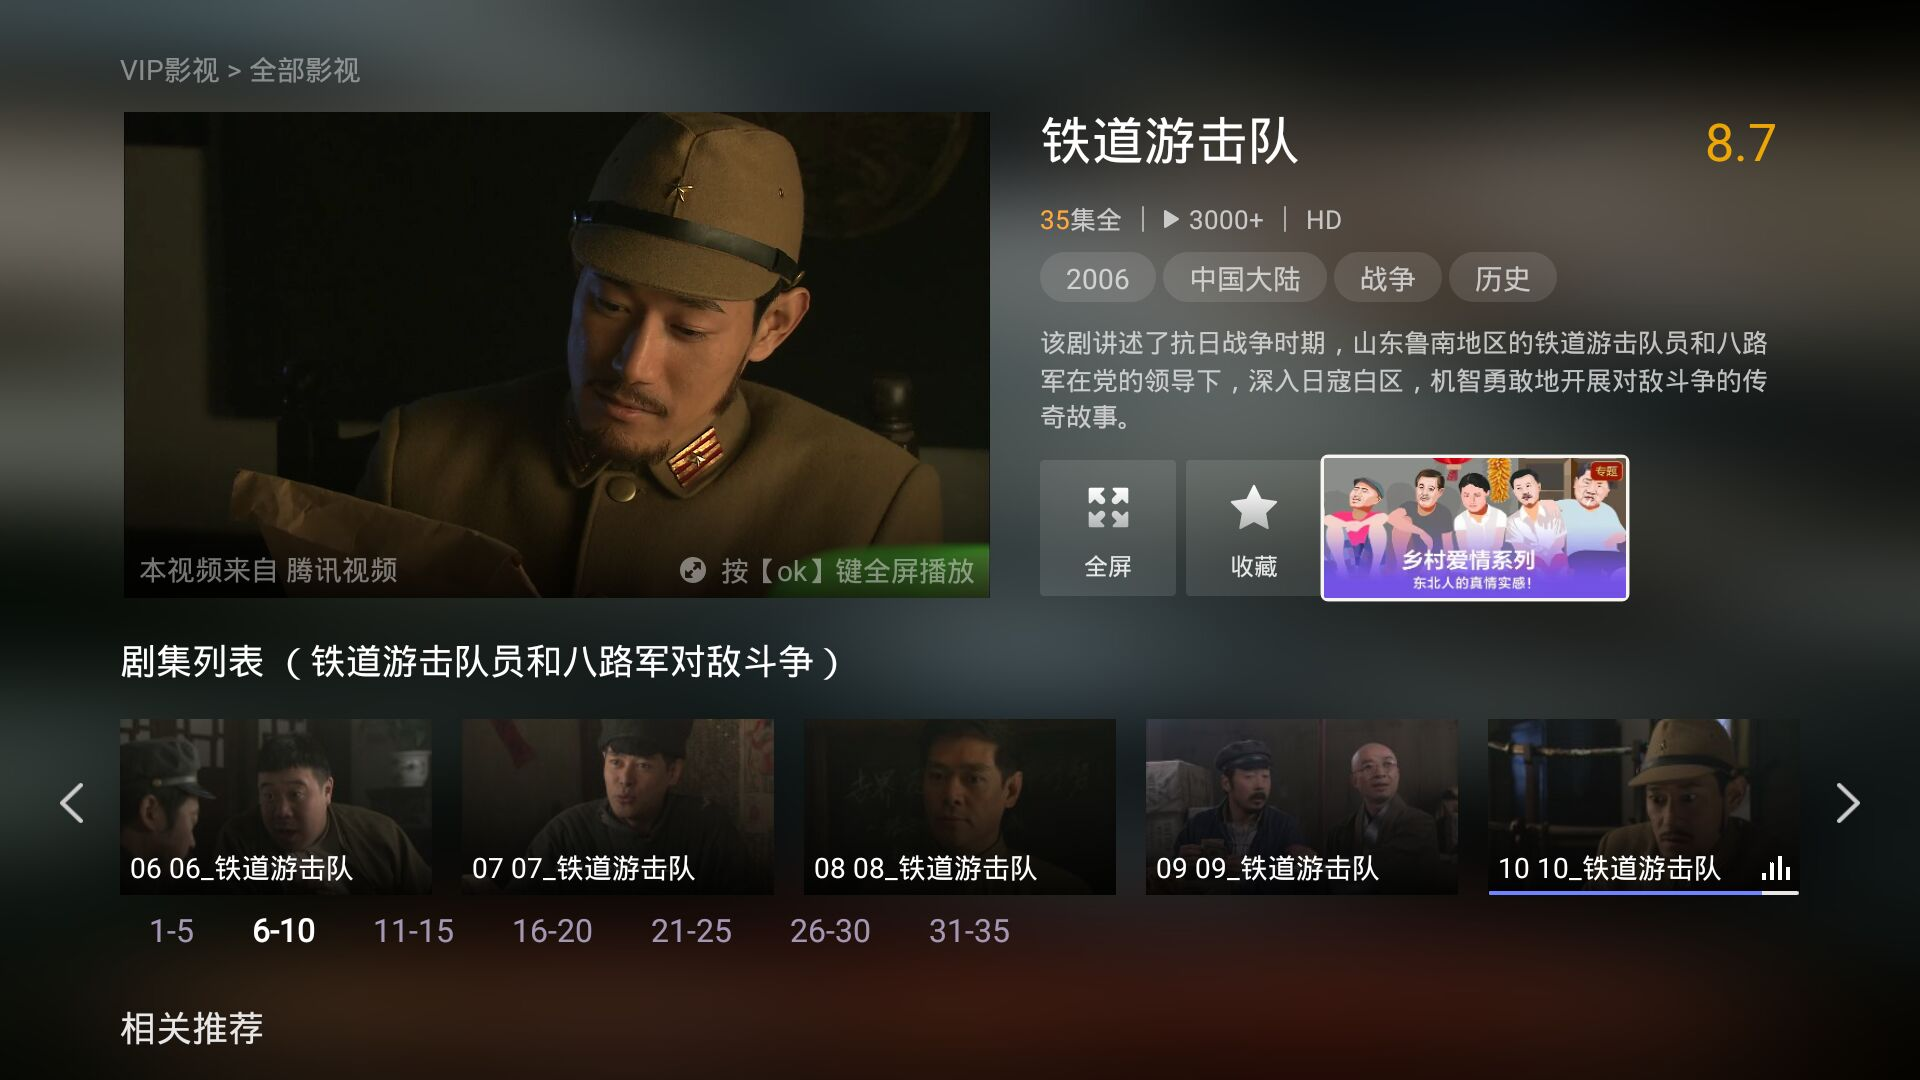 VIP影视 > 全部影视
铁道游击队
8.7
35集全 | 3000+ | HD
2006 中国大陆 战争 历史
该剧讲述了抗日战争时期，山东鲁南地区的铁道游击队员和八路
军在党的领导下，深入日寇白区，机智勇敢地开展对敌斗争的传
奇故事。
本视频来自 腾讯视频
按【ok】键全屏播放
全屏
收藏
专题
乡村爱情系列
东北人的真情实感!
剧集列表 （铁道游击队员和八路军对敌斗争）
06 06_铁道游击队
07 07_铁道游击队
08 08_铁道游击队
09 09_铁道游击队
10 10_铁道游击队
1-5 6-10 11-15 16-20 21-25 26-30 31-35
相关推荐